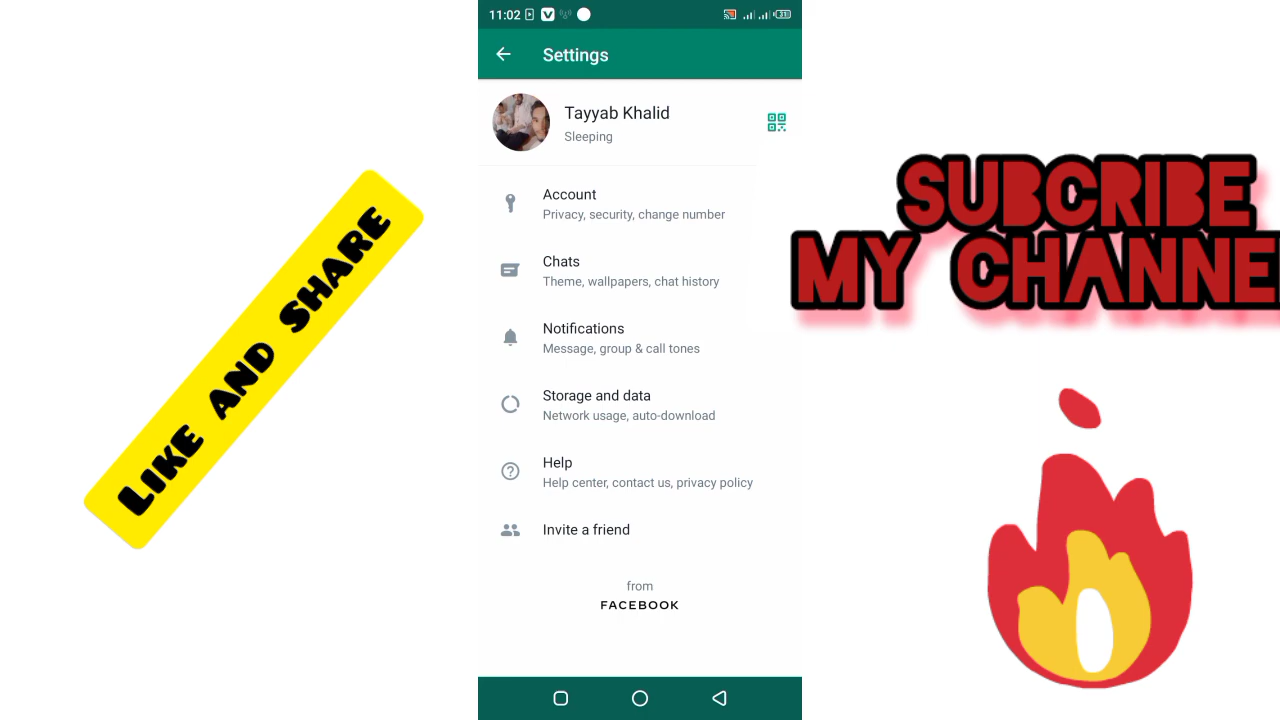 11:02
31
Settings
Tayyab Khalid
Sleeping
Account
Privacy, security, change number
Chats
Theme, wallpapers, chat history
Notifications
Message, group & call tones
Storage and data
Network usage, auto-download
Help
Help center, contact us, privacy policy
Invite a friend
from
FACEBOOK
LIKE AND SHARE
SUBCRIBE
MY CHANNE